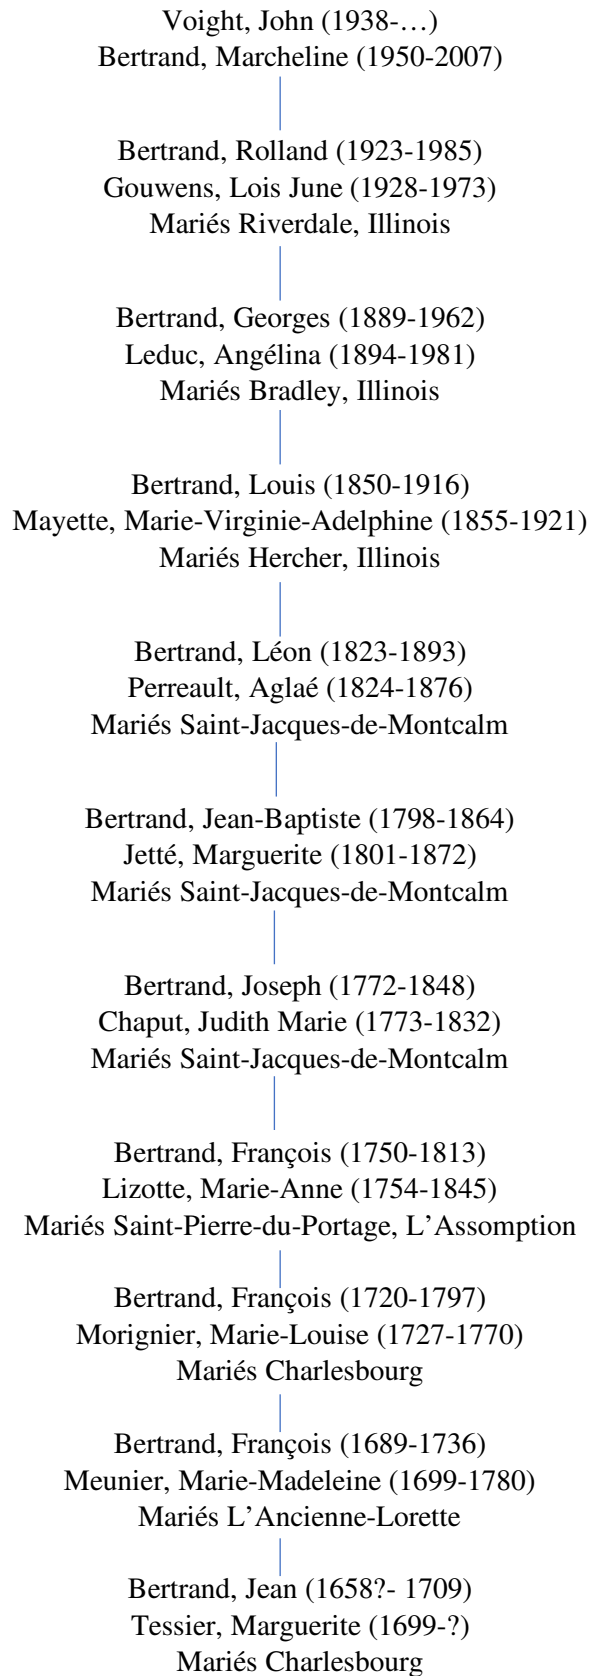 Voight, John (1938-…)
Bertrand, Marcheline (1950-2007)
Bertrand, Rolland (1923-1985)
Gouwens, Lois June (1928-1973)
Mariés Riverdale, Illinois
Bertrand, Georges (1889-1962)
Leduc, Angélina (1894-1981)
Mariés Bradley, Illinois
Bertrand, Louis (1850-1916)
Mayette, Marie-Virginie-Adelphine (1855-1921)
Mariés Hercher, Illinois
Bertrand, Léon (1823-1893)
Perreault, Aglaé (1824-1876)
Mariés Saint-Jacques-de-Montcalm
Bertrand, Jean-Baptiste (1798-1864)
Jetté, Marguerite (1801-1872)
Mariés Saint-Jacques-de-Montcalm
Bertrand, Joseph (1772-1848)
Chaput, Judith Marie (1773-1832)
Mariés Saint-Jacques-de-Montcalm
Bertrand, François (1750-1813)
Lizotte, Marie-Anne (1754-1845)
Mariés Saint-Pierre-du-Portage, L’Assomption
Bertrand, François (1720-1797)
Morignier, Marie-Louise (1727-1770)
Mariés Charlesbourg
Bertrand, François (1689-1736)
Meunier, Marie-Madeleine (1699-1780)
Mariés L’Ancienne-Lorette
Bertrand, Jean (1658?- 1709)
Tessier, Marguerite (1699-?)
Mariés Charlesbourg